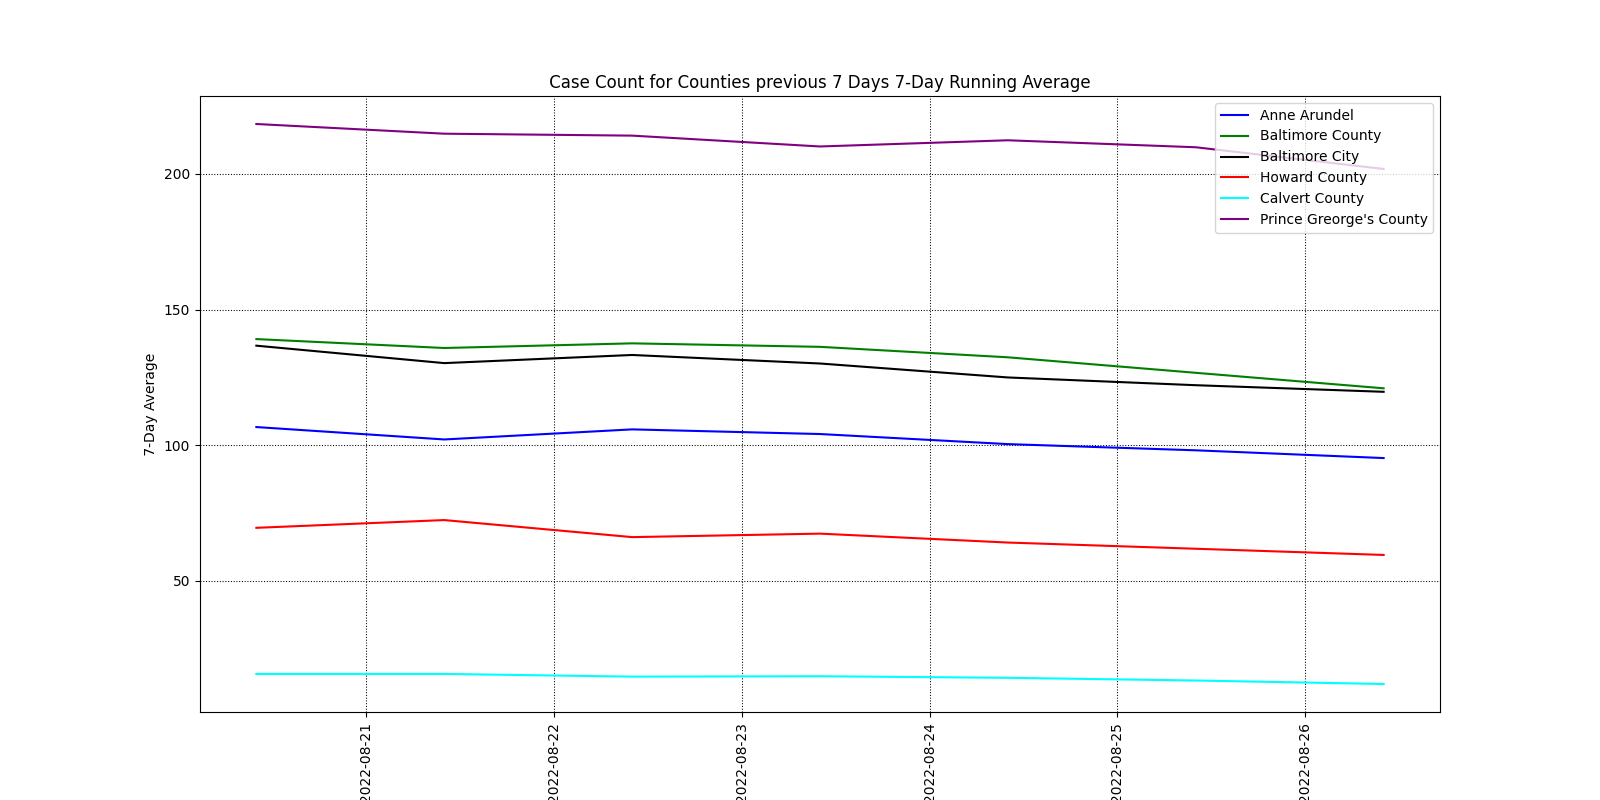 Case Count for Counties previous 7 Days 7-Day Running Average
Anne Arundel
Baltimore County
Baltimore City
Howard County
Calvert County
Prince Greorge's County
7-Day Average
200
150
100
50
2022-08-21
2022-08-22
2022-08-23
2022-08-24
2022-08-25
2022-08-26